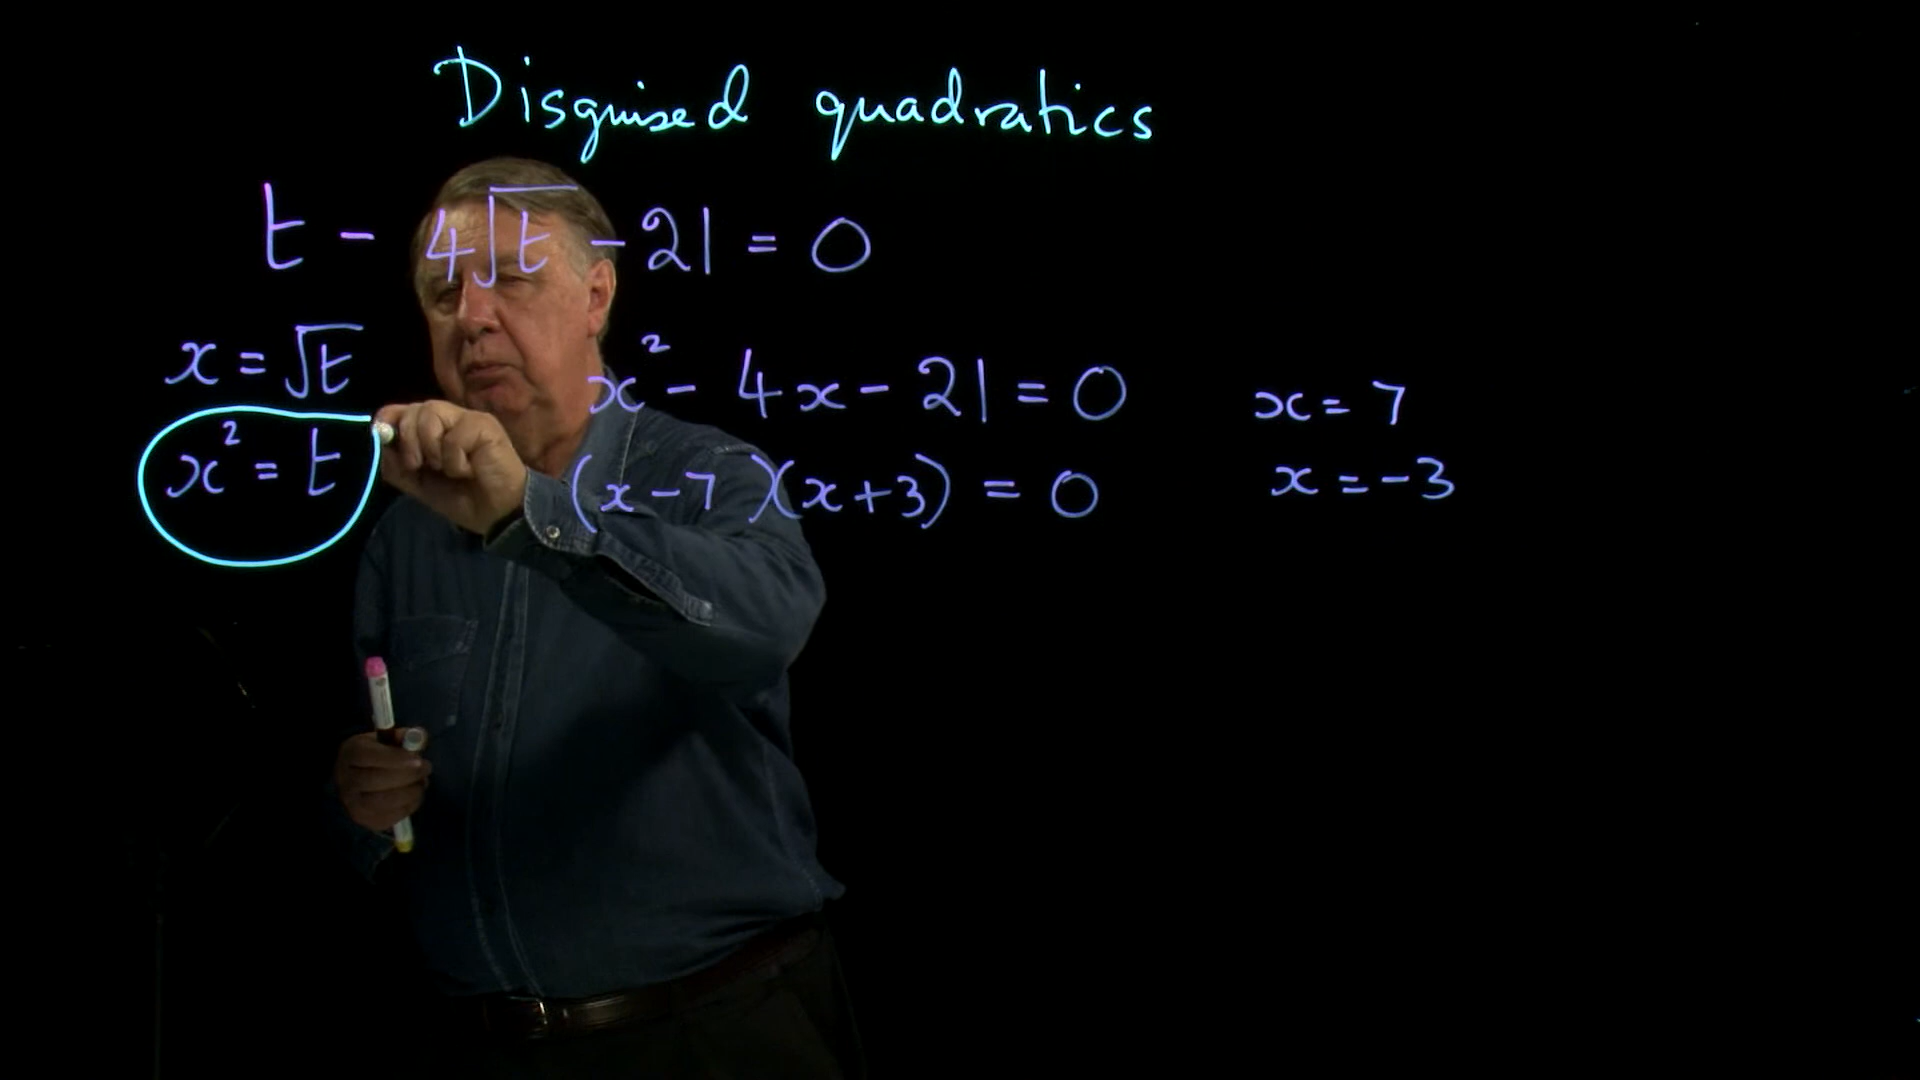 Disguised quadratics
t - 4√t - 21 = 0
x = √t
x² - 4x - 21 = 0
x = 7
x² = t
(x - 7)(x + 3) = 0
x = -3